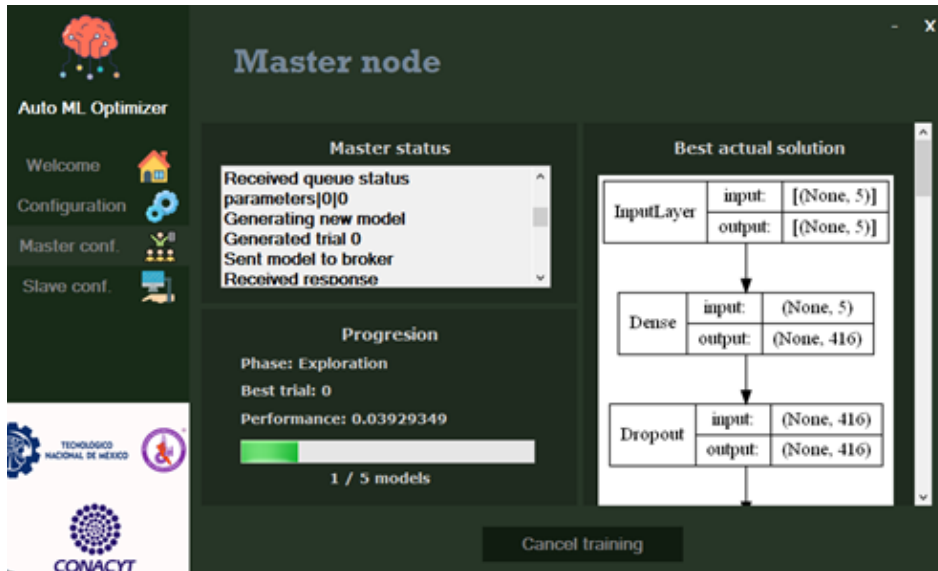 - X
Auto ML Optimizer
Welcome
Configuration
Master conf.
Slave conf.
TECNOLOGICO
NACIONAL DE MEXICO
CONACYT
Master node
Master status
Received queue status
parameters|0|0
Generating new model
Generated trial 0
Sent model to broker
Received response
Progresion
Phase: Exploration
Best trial: 0
Performance: 0.03929349
1 / 5 models
Best actual solution
InputLayer
input: [(None, 5)]
output: [(None, 5)]
Dense
input: (None, 5)
output: (None, 416)
Dropout
input: (None, 416)
output: (None, 416)
Cancel training